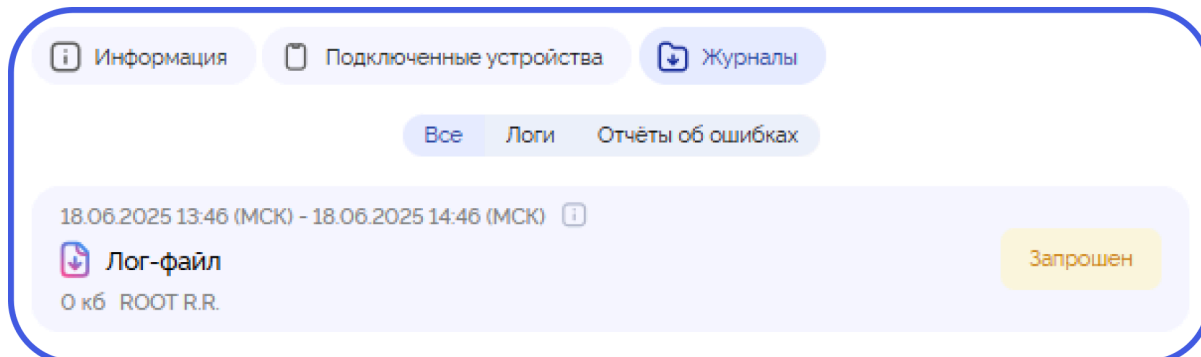 Информация Подключенные устройства Журналы
Все Логи Отчёты об ошибках
18.06.2025 13:46 (МСК) - 18.06.2025 14:46 (МСК)
Лог-файл
Запрошен
0 кб ROOT R.R.